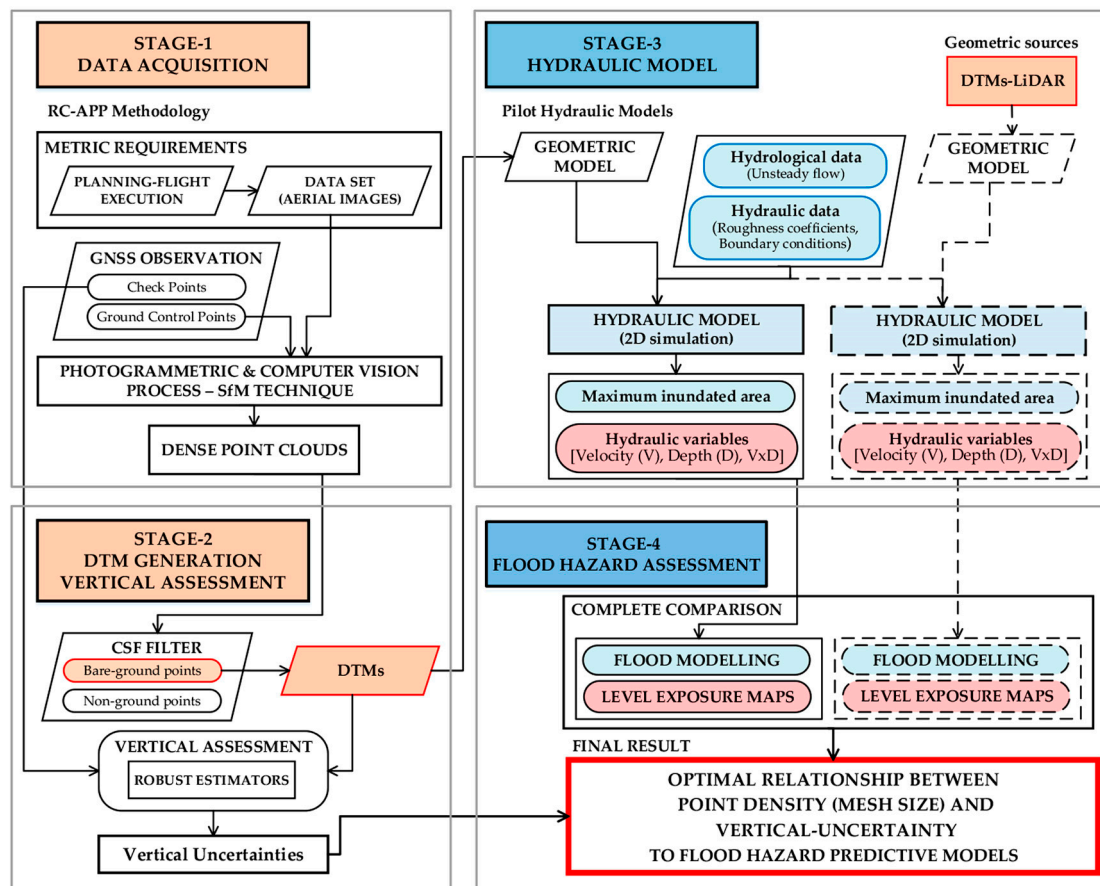 STAGE-1
DATA ACQUISITION
RC-APP Methodology
METRIC REQUIREMENTS
PLANNING-FLIGHT
EXECUTION
DATA SET
(AERIAL IMAGES)
GNSS OBSERVATION
Check Points
Ground Control Points
PHOTOGRAMMETRIC & COMPUTER VISION
PROCESS – SfM TECHNIQUE
DENSE POINT CLOUDS
STAGE-2
DTM GENERATION
VERTICAL ASSESSMENT
CSF FILTER
Bare-ground points
Non-ground points
DTMs
VERTICAL ASSESSMENT
ROBUST ESTIMATORS
Vertical Uncertainties
STAGE-3
HYDRAULIC MODEL
Geometric sources
DTMs-LiDAR
Pilot Hydraulic Models
GEOMETRIC
MODEL
Hydrological data
(Unsteady flow)
Hydraulic data
(Roughness coefficients,
Boundary conditions)
GEOMETRIC
MODEL
HYDRAULIC MODEL
(2D simulation)
Maximum inundated area
Hydraulic variables
[Velocity (V), Depth (D), VxD]
HYDRAULIC MODEL
(2D simulation)
Maximum inundated area
Hydraulic variables
[Velocity (V), Depth (D), VxD]
STAGE-4
FLOOD HAZARD ASSESSMENT
COMPLETE COMPARISON
FLOOD MODELLING
LEVEL EXPOSURE MAPS
FLOOD MODELLING
LEVEL EXPOSURE MAPS
FINAL RESULT
OPTIMAL RELATIONSHIP BETWEEN
POINT DENSITY (MESH SIZE) AND
VERTICAL-UNCERTAINTY
TO FLOOD HAZARD PREDICTIVE MODELS